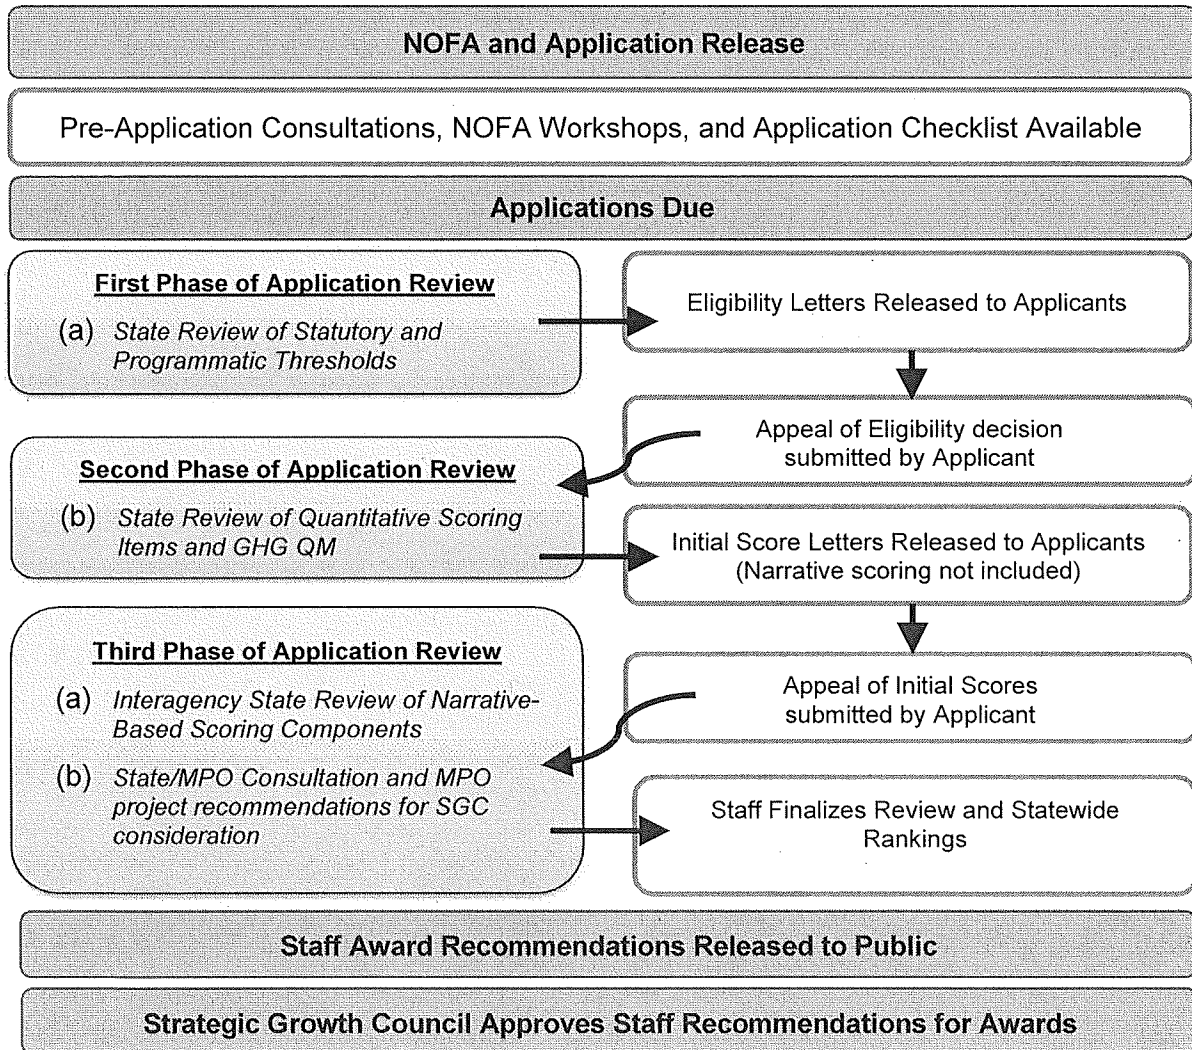 NOFA and Application Release
Pre-Application Consultations, NOFA Workshops, and Application Checklist Available
Applications Due
First Phase of Application Review
(a) State Review of Statutory and
Programmatic Thresholds
Eligibility Letters Released to Applicants
Appeal of Eligibility decision
submitted by Applicant
Second Phase of Application Review
(b) State Review of Quantitative Scoring
Items and GHG QM
Initial Score Letters Released to Applicants
(Narrative scoring not included)
Third Phase of Application Review
(a) Interagency State Review of Narrative-
Based Scoring Components
(b) State/MPO Consultation and MPO
project recommendations for SGC
consideration
Appeal of Initial Scores
submitted by Applicant
Staff Finalizes Review and Statewide
Rankings
Staff Award Recommendations Released to Public
Strategic Growth Council Approves Staff Recommendations for Awards